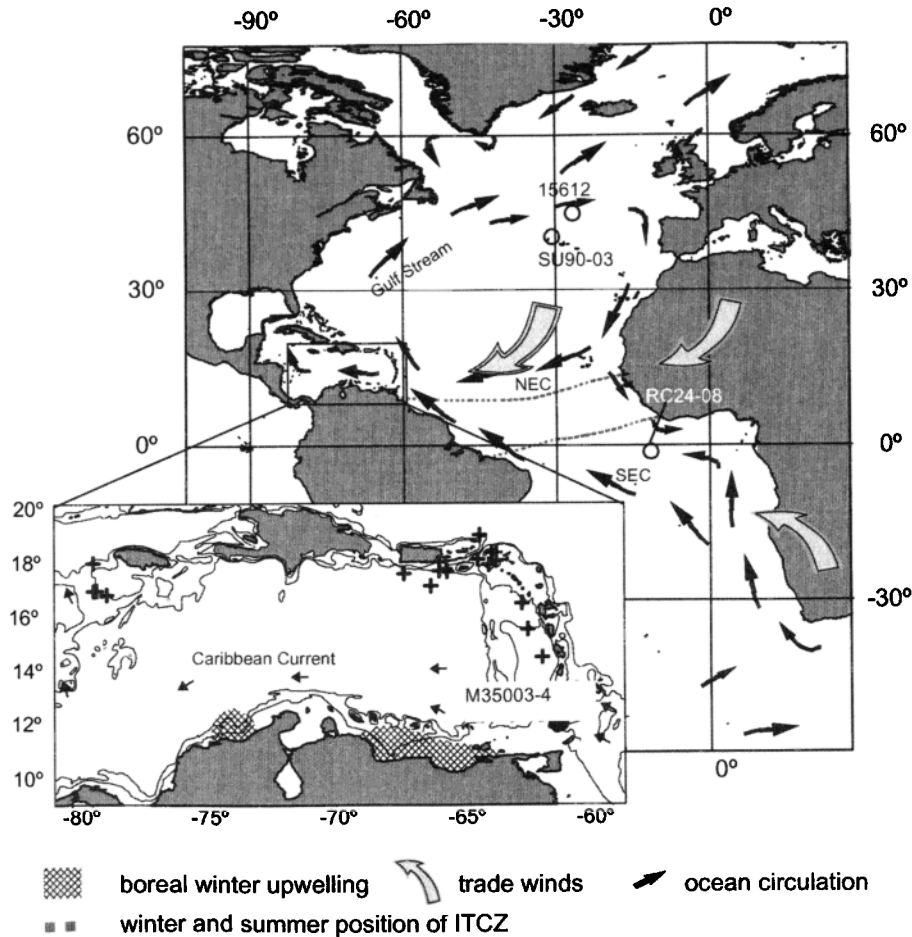 -90º -60º -30º 0º
60º 60º
15612
SU90-03
Gulf Stream
30º 30º
NEC
RC24-08
0º 0º
SEC
20º
18º
16º
-30º
Caribbean Current
14º
M35003-4
12º
0º
10º
-80º -75º -70º -65º -60º
boreal winter upwelling trade winds ocean circulation
winter and summer position of ITCZ